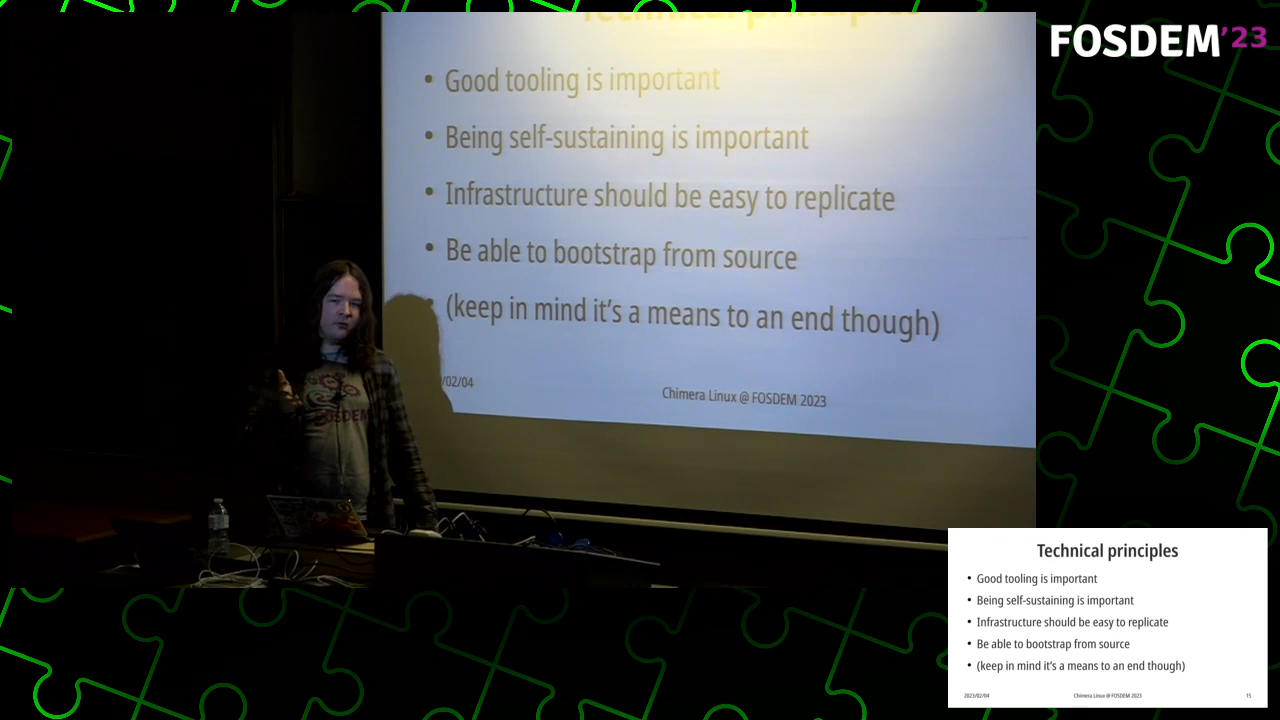 FOSDEM'23
Technical principles
• Good tooling is important
• Being self-sustaining is important
• Infrastructure should be easy to replicate
• Be able to bootstrap from source
• (keep in mind it's a means to an end though)
/02/04
Chimera Linux @ FOSDEM 2023
FOSDEM
Technical principles
• Good tooling is important
• Being self-sustaining is important
• Infrastructure should be easy to replicate
• Be able to bootstrap from source
• (keep in mind it's a means to an end though)
2023/02/04
Chimera Linux @ FOSDEM 2023
15